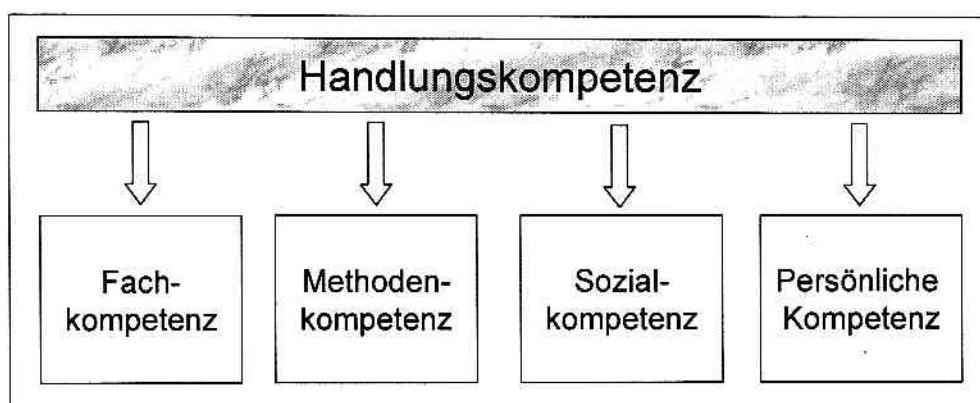 Handlungskompetenz
Fach-
kompetenz
Methoden-
kompetenz
Sozial-
kompetenz
Persönliche
Kompetenz